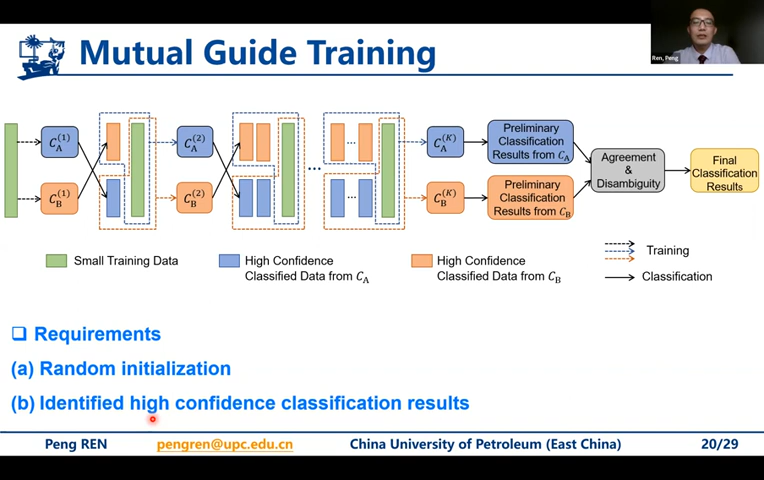 Mutual Guide Training
Ren, Peng
C_A^(1)
C_A^(2)
C_A^(K)
C_B^(1)
C_B^(2)
C_B^(K)
...
...
...
Preliminary
Classification
Results from C_A
Preliminary
Classification
Results from C_B
Agreement
&
Disambiguity
Final
Classification
Results
Small Training Data
High Confidence
Classified Data from C_A
High Confidence
Classified Data from C_B
Training
Classification
Requirements
(a) Random initialization
(b) Identified high confidence classification results
Peng REN pengren@upc.edu.cn China University of Petroleum (East China) 20/29